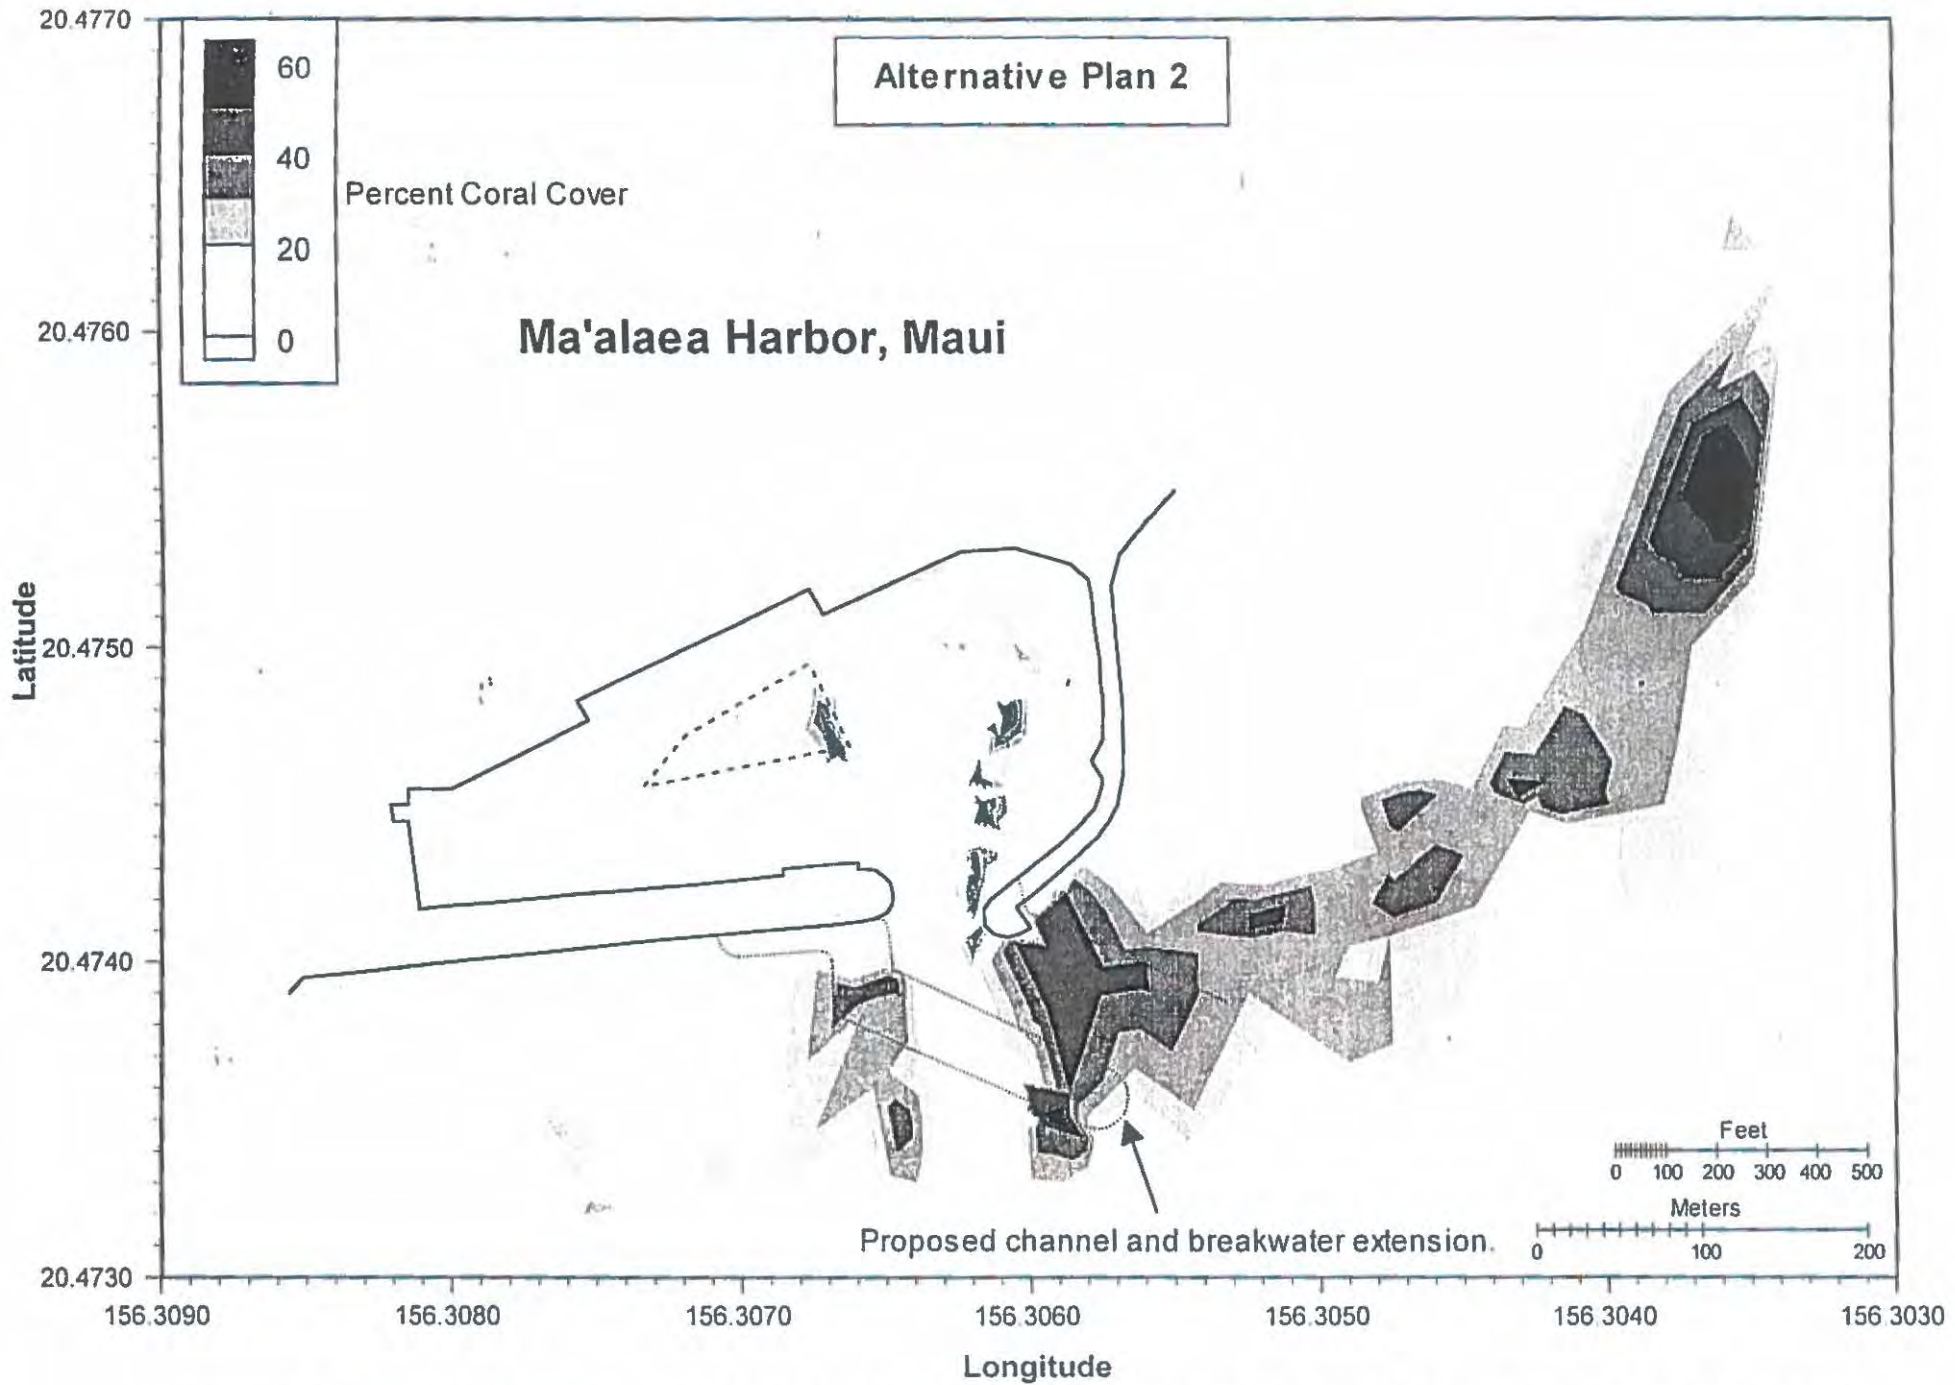 20.4770
60
Alternative Plan 2
40
Percent Coral Cover
20
20.4760
0
Ma'alaea Harbor, Maui
Latitude
20.4750
20.4740
Feet
0 100 200 300 400 500
Meters
Proposed channel and breakwater extension.
0 100 200
20.4730
156.3090 156.3080 156.3070 156.3060 156.3050 156.3040 156.3030
Longitude